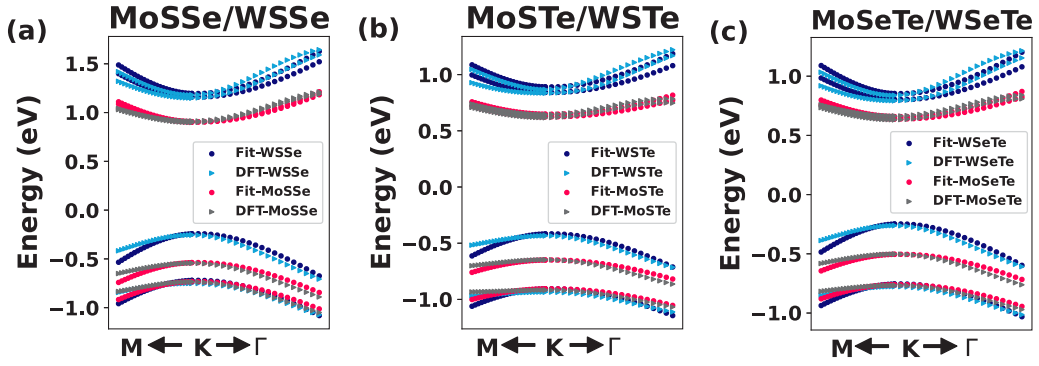 (a) MoSSe/WSSe
Energy (eV)
1.5
1.0
0.5
0.0
−0.5
−1.0
Fit-WSSe
DFT-WSSe
Fit-MoSSe
DFT-MoSSe
M K Γ
(b) MoSTe/WSTe
Energy (eV)
1.0
0.5
0.0
−0.5
−1.0
Fit-WSTe
DFT-WSTe
Fit-MoSTe
DFT-MoSTe
M K Γ
(c) MoSeTe/WSeTe
Energy (eV)
1.0
0.5
0.0
−0.5
−1.0
Fit-WSeTe
DFT-WSeTe
Fit-MoSeTe
DFT-MoSeTe
M K Γ